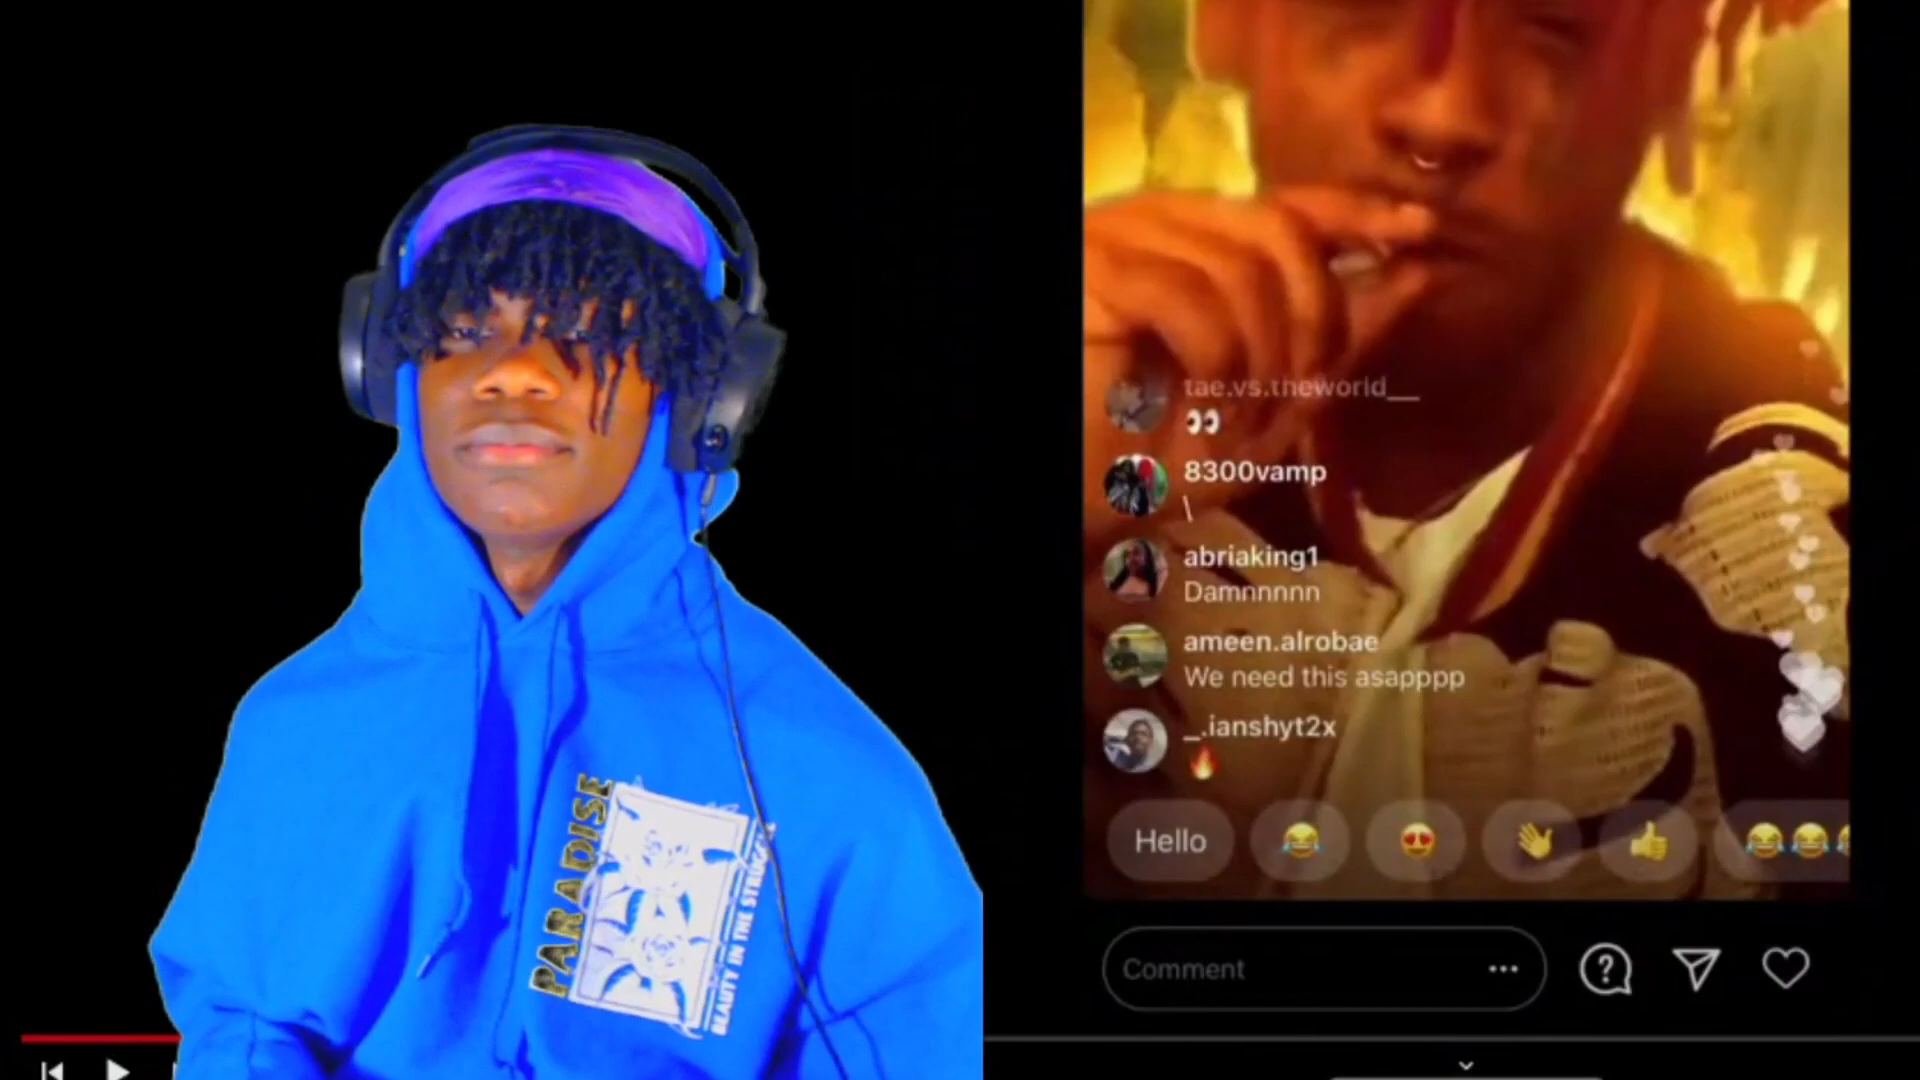 PARADISE
BEAUTY IN THE STRUGGLE
tae.vs.theworld__
👀
8300vamp
\
abriaking1
Damnnnnn
ameen.alrobae
We need this asapppp
_.ianshyt2x
🔥
Hello 😂 😍 👋 👍 😂😂
Comment